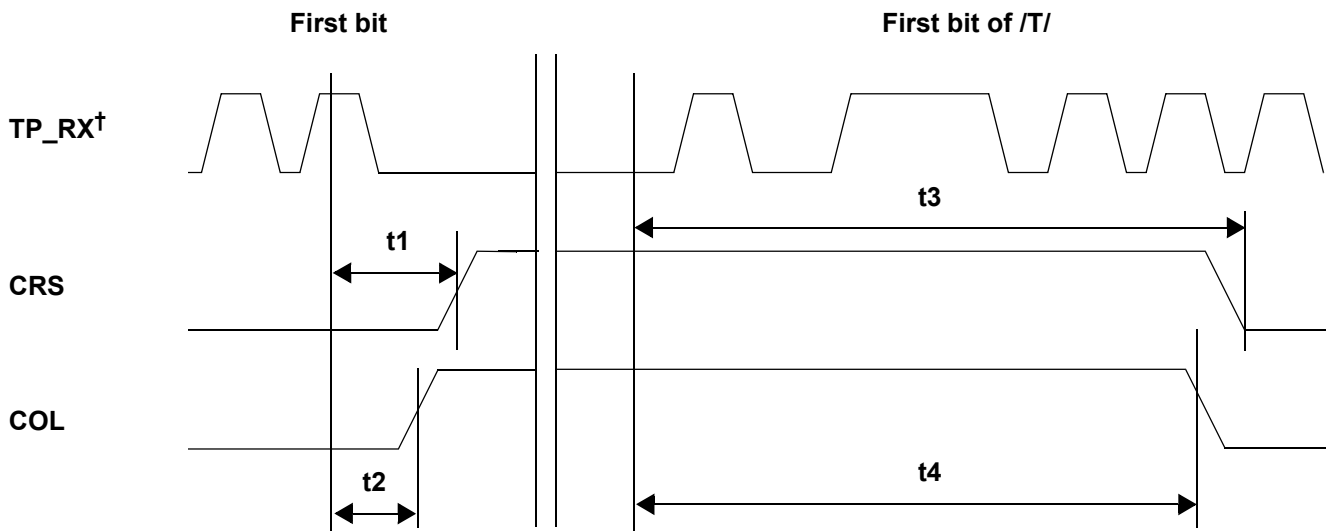 First bit
First bit of /T/
TP_RX†
t3
t1
CRS
COL
t4
t2